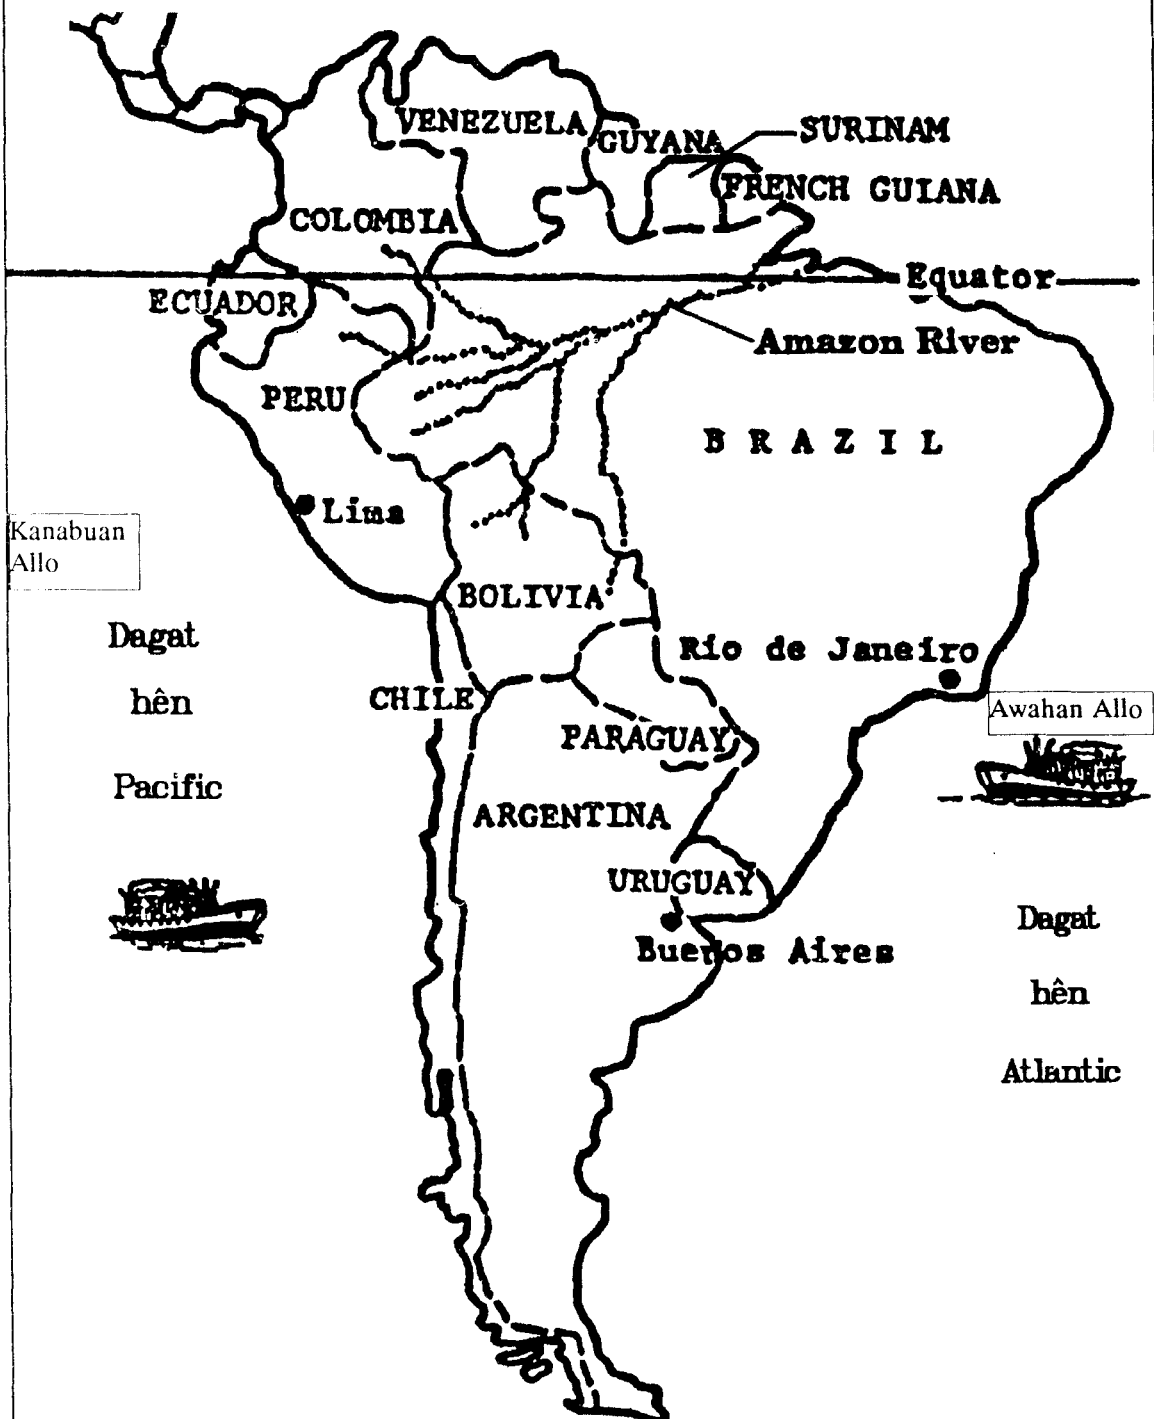 VENEZUELA
GUYANA
SURINAM
FRENCH GUIANA
COLOMBIA
Equator
ECUADOR
Amazon River
PERU
B R A Z I L
Lima
Kanabuan
Allo
BOLIVIA
Dagat
hên
Pacific
Rio de Janeiro
CHILE
Awahan Allo
PARAGUAY
ARGENTINA
URUGUAY
Buenos Aires
Dagat
hên
Atlantic